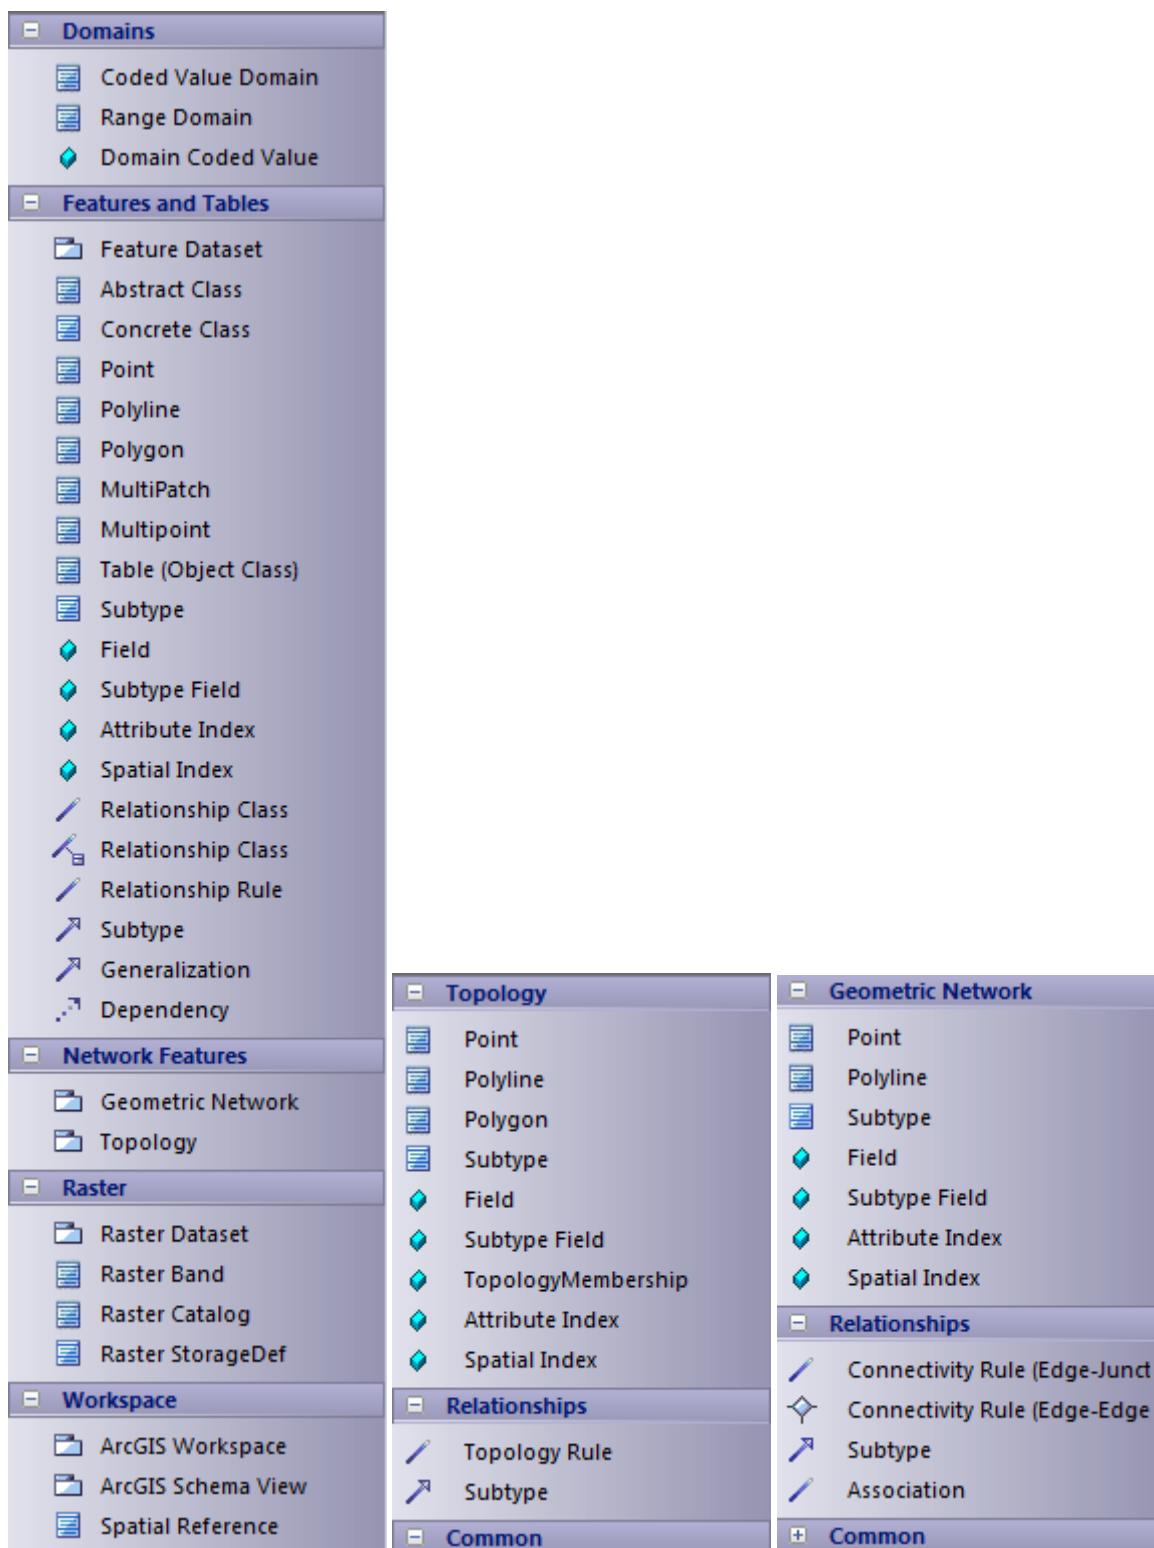 Domains
Coded Value Domain
Range Domain
Domain Coded Value
Features and Tables
Feature Dataset
Abstract Class
Concrete Class
Point
Polyline
Polygon
MultiPatch
Multipoint
Table (Object Class)
Subtype
Field
Subtype Field
Attribute Index
Spatial Index
Relationship Class
Relationship Class
Relationship Rule
Subtype
Generalization
Dependency
Network Features
Geometric Network
Topology
Raster
Raster Dataset
Raster Band
Raster Catalog
Raster StorageDef
Workspace
ArcGIS Workspace
ArcGIS Schema View
Spatial Reference
Topology
Point
Polyline
Polygon
Subtype
Field
Subtype Field
TopologyMembership
Attribute Index
Spatial Index
Relationships
Topology Rule
Subtype
Common
Geometric Network
Point
Polyline
Subtype
Field
Subtype Field
Attribute Index
Spatial Index
Relationships
Connectivity Rule (Edge-Junct
Connectivity Rule (Edge-Edge
Subtype
Association
Common